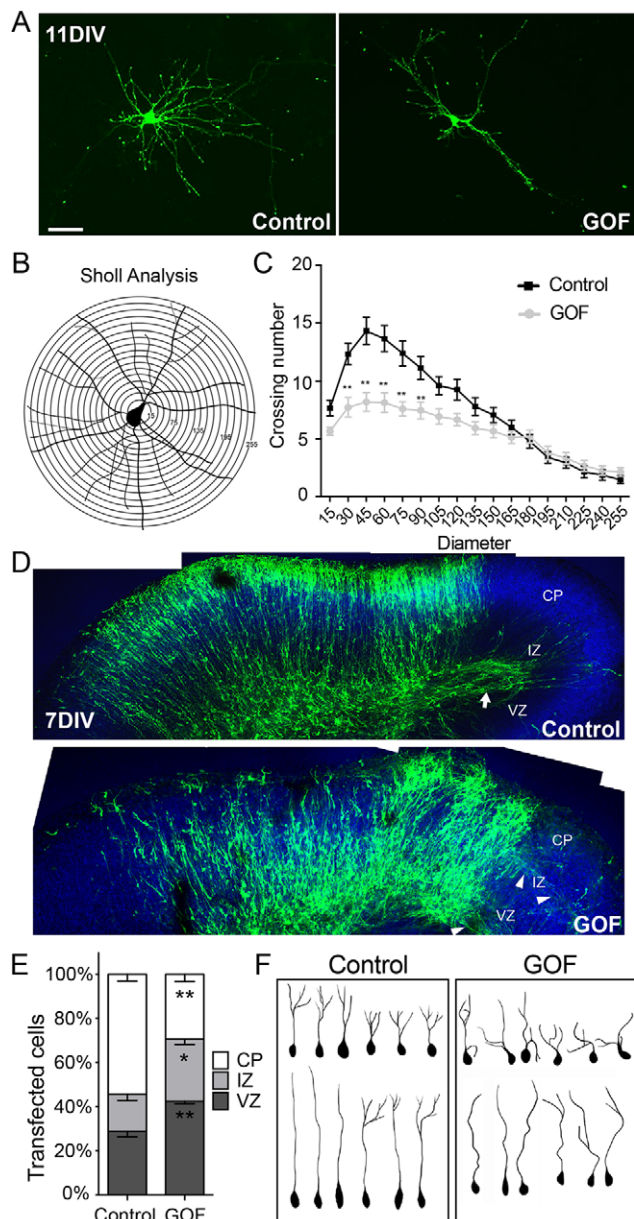 A
11DIV
Control
GOF
B
Sholl Analysis
15
75
135
195
255
C
20
15
10
5
0
Crossing number
Control
GOF
**
**
**
**
**
15
30
45
60
75
90
105
120
135
150
165
180
195
210
225
240
255
Diameter
D
CP
IZ
VZ
7DIV
Control
CP
IZ
VZ
GOF
E
100%
80%
60%
40%
20%
0%
Transfected cells
**
*
**
CP
IZ
VZ
Control
GOF
F
Control
GOF